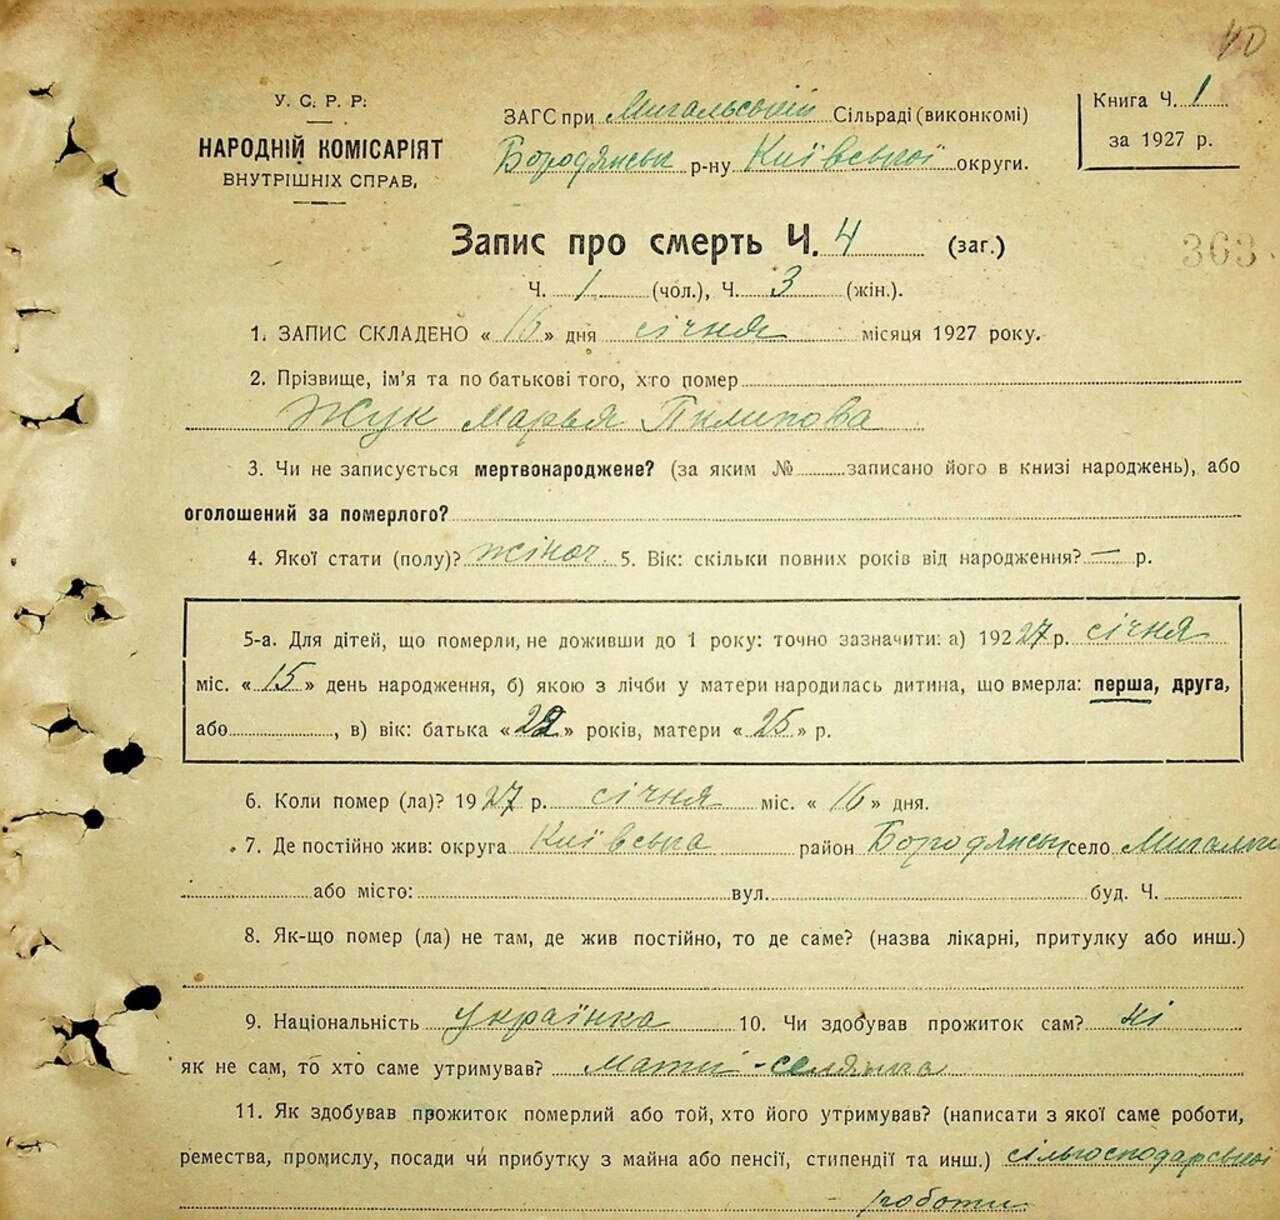 40
У. С. Р. Р.
НАРОДНІЙ КОМІСАРІЯТ
ВНУТРІШНІХ СПРАВ,
ЗАГС при Мигальській Сільраді (виконкомі)
Бородянськ р-ну Київської округи.
Книга Ч. 1
за 1927 р.
Запис про смерть Ч. 4 (заг.)
363
Ч. 1 (чол.), Ч. 3 (жін.).
1. ЗАПИС СКЛАДЕНО « 16 » дня січня місяця 1927 року.
2. Прізвище, ім'я та по батькові того, хто помер
Жук Марья Пилипова
3. Чи не записується мертвонароджене? (за яким № записано його в книзі народжень), або
оголошений за померлого?
4. Якої стати (полу)? жіноч. 5. Вік: скільки повних років від народження? — р.
5-а. Для дітей, що померли, не доживши до 1 року: точно зазначити: а) 19227 р. січня
міс. « 15 » день народження, б) якою з лічби у матери народилась дитина, що вмерла: перша, друга,
або , в) вік: батька « 22 » років, матери « 25 » р.
6. Коли помер (ла)? 1927 р. січня міс. « 16 » дня.
7. Де постійно жив: округа Київська район Бородянськ село Мигалки
або місто: вул. буд. Ч.
8. Як-що помер (ла) не там, де жив постійно, то де саме? (назва лікарні, притулку або инш.)
9. Національність українка 10. Чи здобував прожиток сам? ні
як не сам, то хто саме утримував? мати - селянка
11. Як здобував прожиток померлий або той, хто його утримував? (написати з якої саме роботи,
ремества, промислу, посади чи прибутку з майна або пенсії, стипендії та инш.) сільгосподарської
роботи